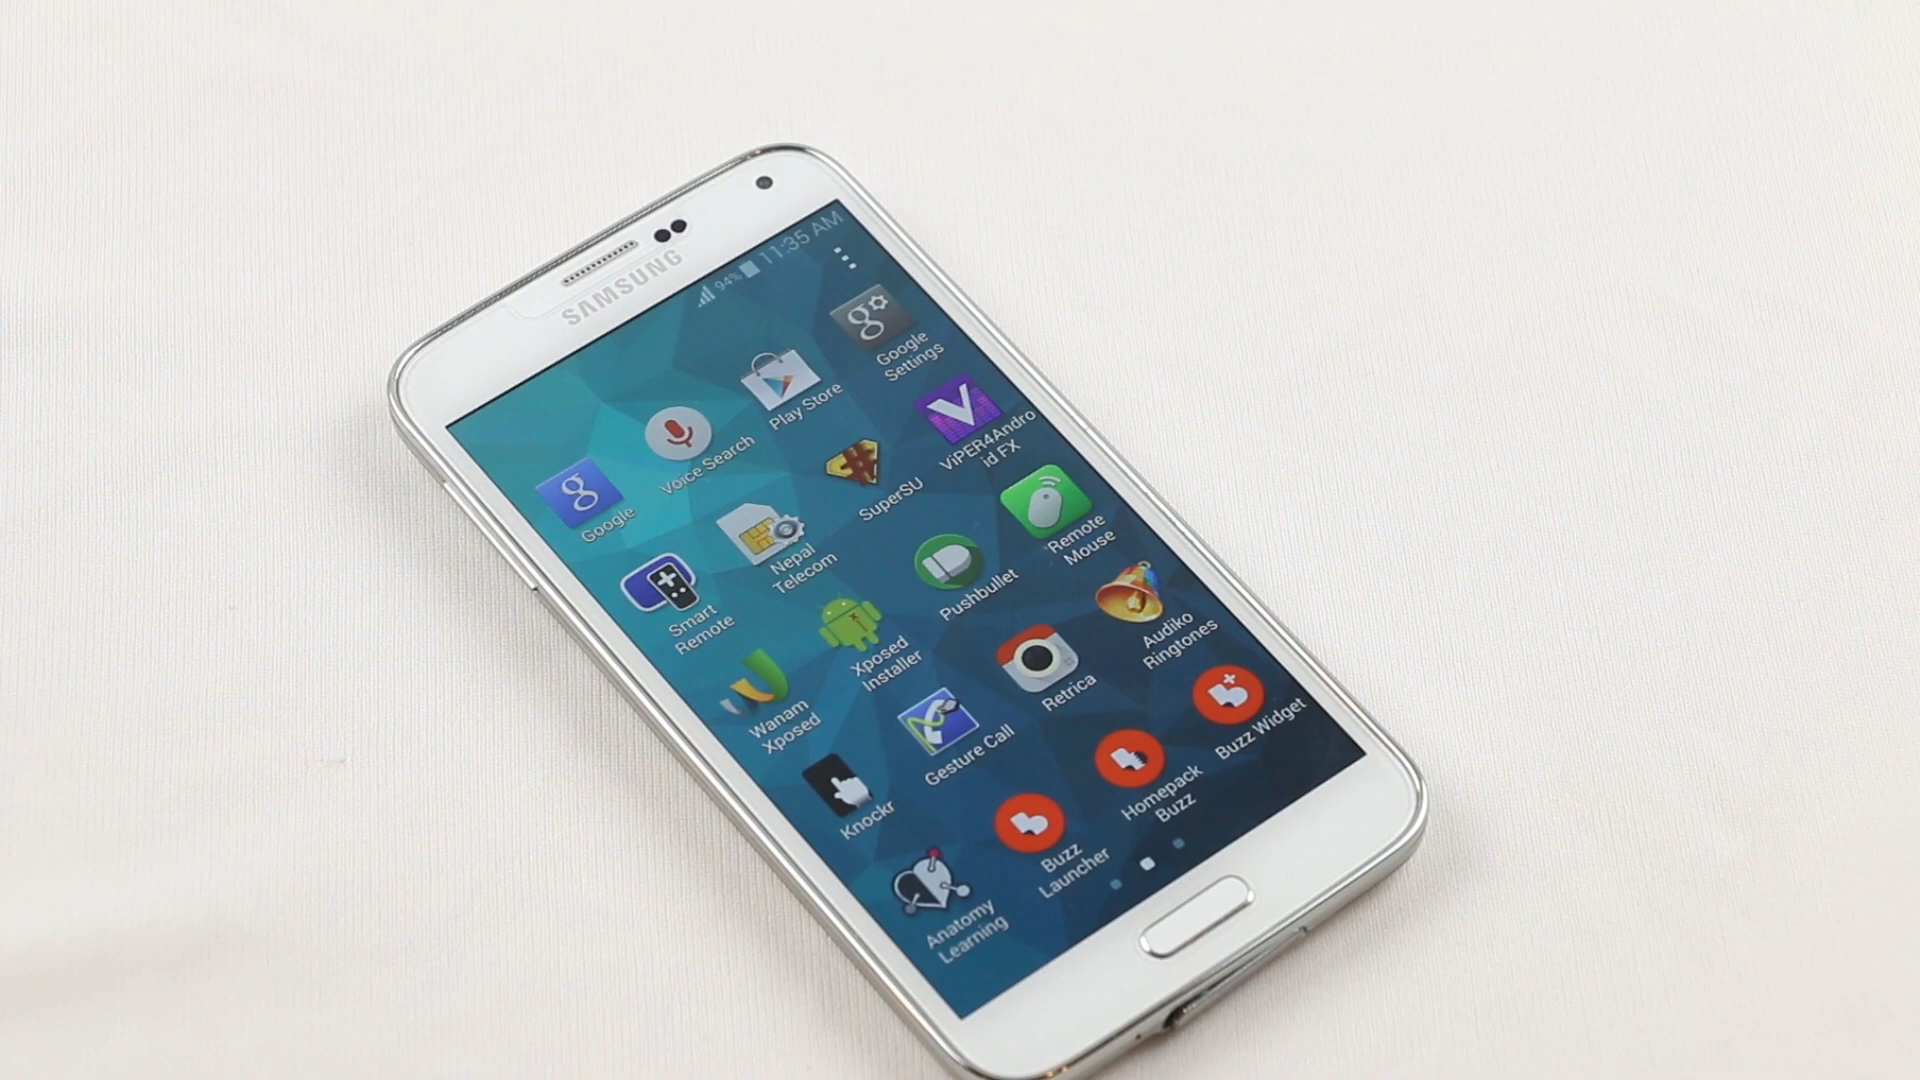 SAMSUNG
94% 11:35 AM
Google
Voice Search
Play Store
Google
Settings
Smart
Remote
Nepal
Telecom
SuperSU
ViPER4Andro
id FX
Wanam
Xposed
Xposed
Installer
Pushbullet
Remote
Mouse
Knockr
Gesture Call
Retrica
Audiko
Ringtones
Anatomy
Learning
Buzz
Launcher
Homepack
Buzz
Buzz Widget